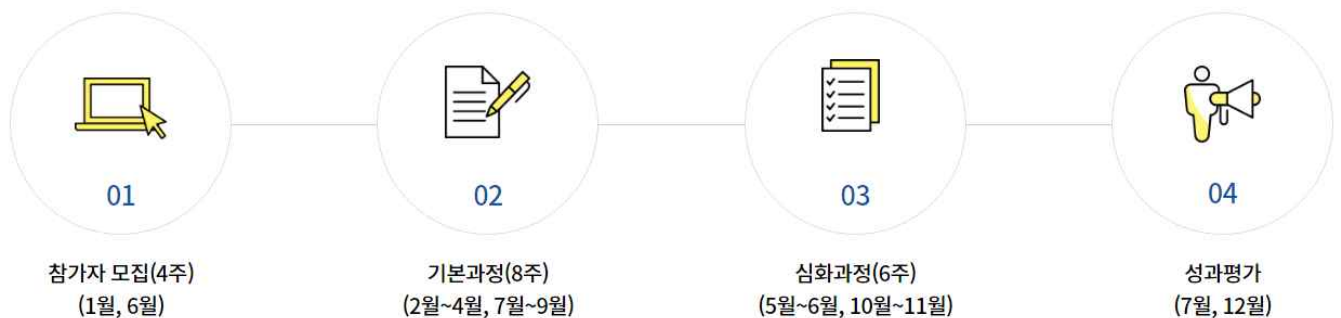 01
참가자 모집(4주)
(1월, 6월)
02
기본과정(8주)
(2월~4월, 7월~9월)
03
심화과정(6주)
(5월~6월, 10월~11월)
04
성과평가
(7월, 12월)